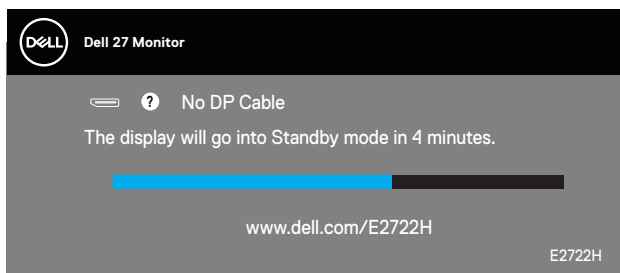 DELL
Dell 27 Monitor
? No DP Cable
The display will go into Standby mode in 4 minutes.
www.dell.com/E2722H
E2722H